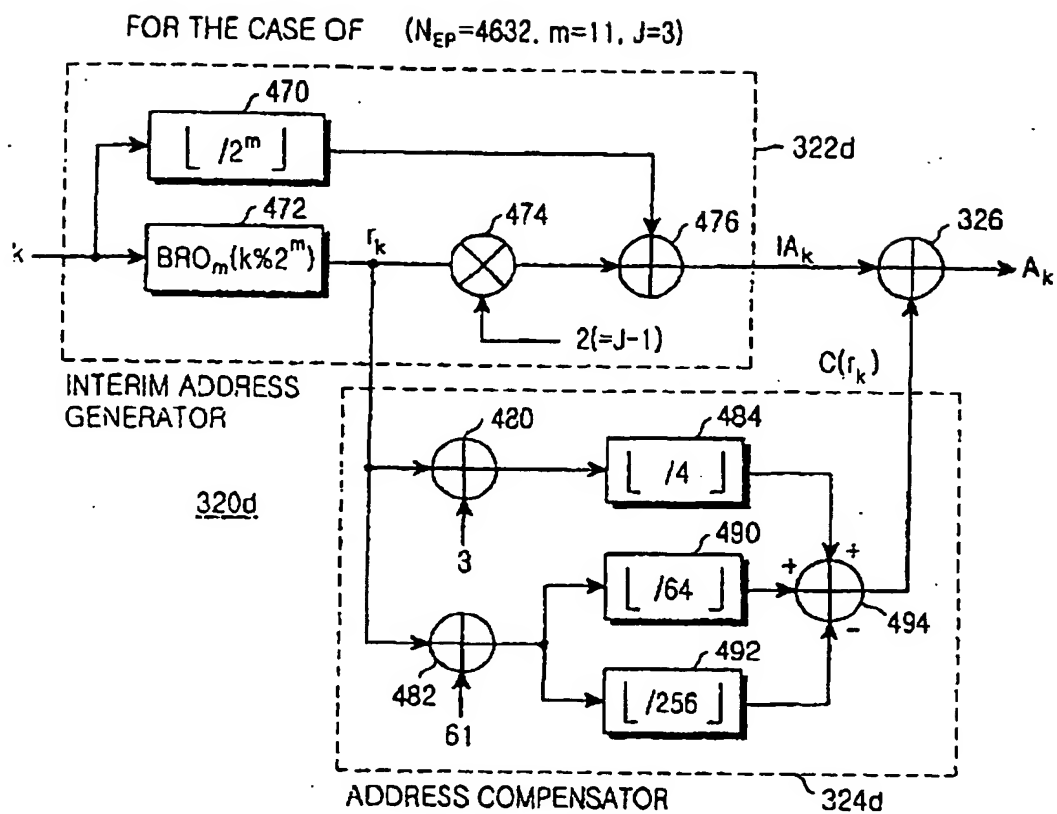 FOR THE CASE OF (N_EP=4632. m=11, J=3)
470
⌊ /2^m ⌋
322d
472
474
476
326
k
BRO_m(k%2^m)
r_k
IA_k
A_k
2(=J-1)
C(r_k)
INTERIM ADDRESS
GENERATOR
480
484
⌊ /4 ⌋
320d
3
490
+
+
⌊ /64 ⌋
494
-
482
492
⌊ /256 ⌋
61
ADDRESS COMPENSATOR
324d